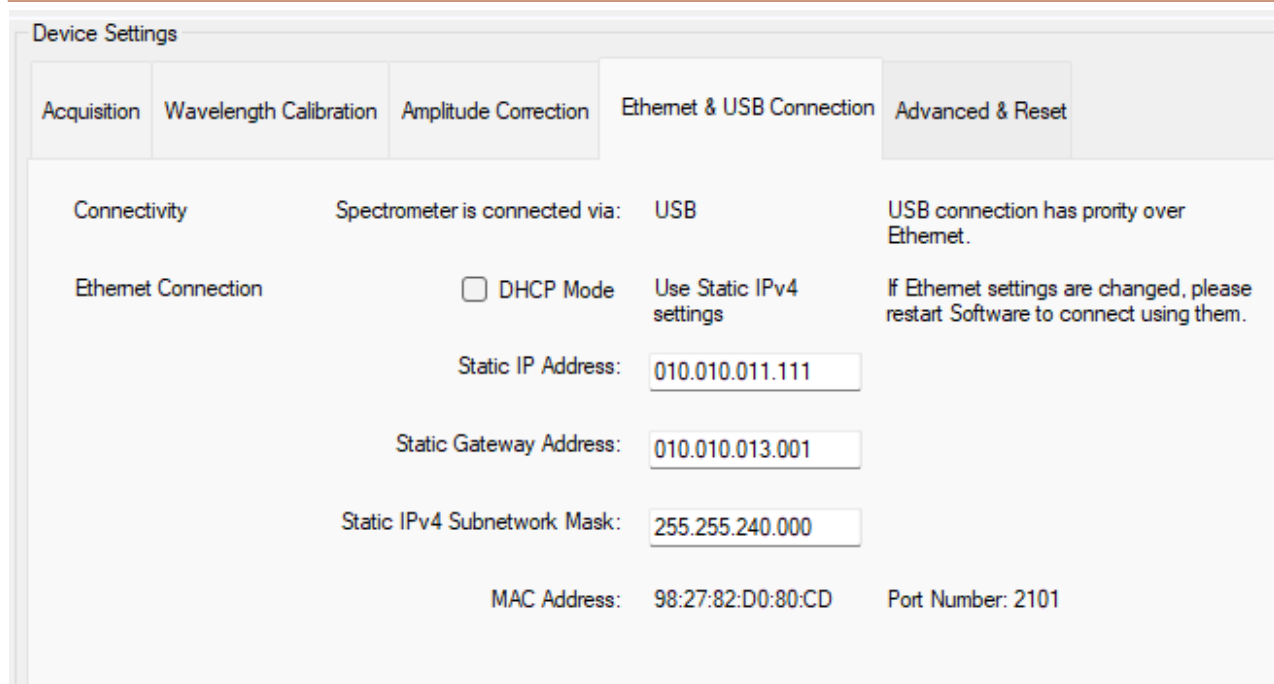 Device Settings
Acquisition Wavelength Calibration Amplitude Correction Ethernet & USB Connection Advanced & Reset
Connectivity Spectrometer is connected via: USB USB connection has prority over
Ethernet.
Ethernet Connection DHCP Mode Use Static IPv4 If Ethernet settings are changed, please
settings restart Software to connect using them.
Static IP Address: 010.010.011.111
Static Gateway Address: 010.010.013.001
Static IPv4 Subnetwork Mask: 255.255.240.000
MAC Address: 98:27:82:D0:80:CD Port Number: 2101